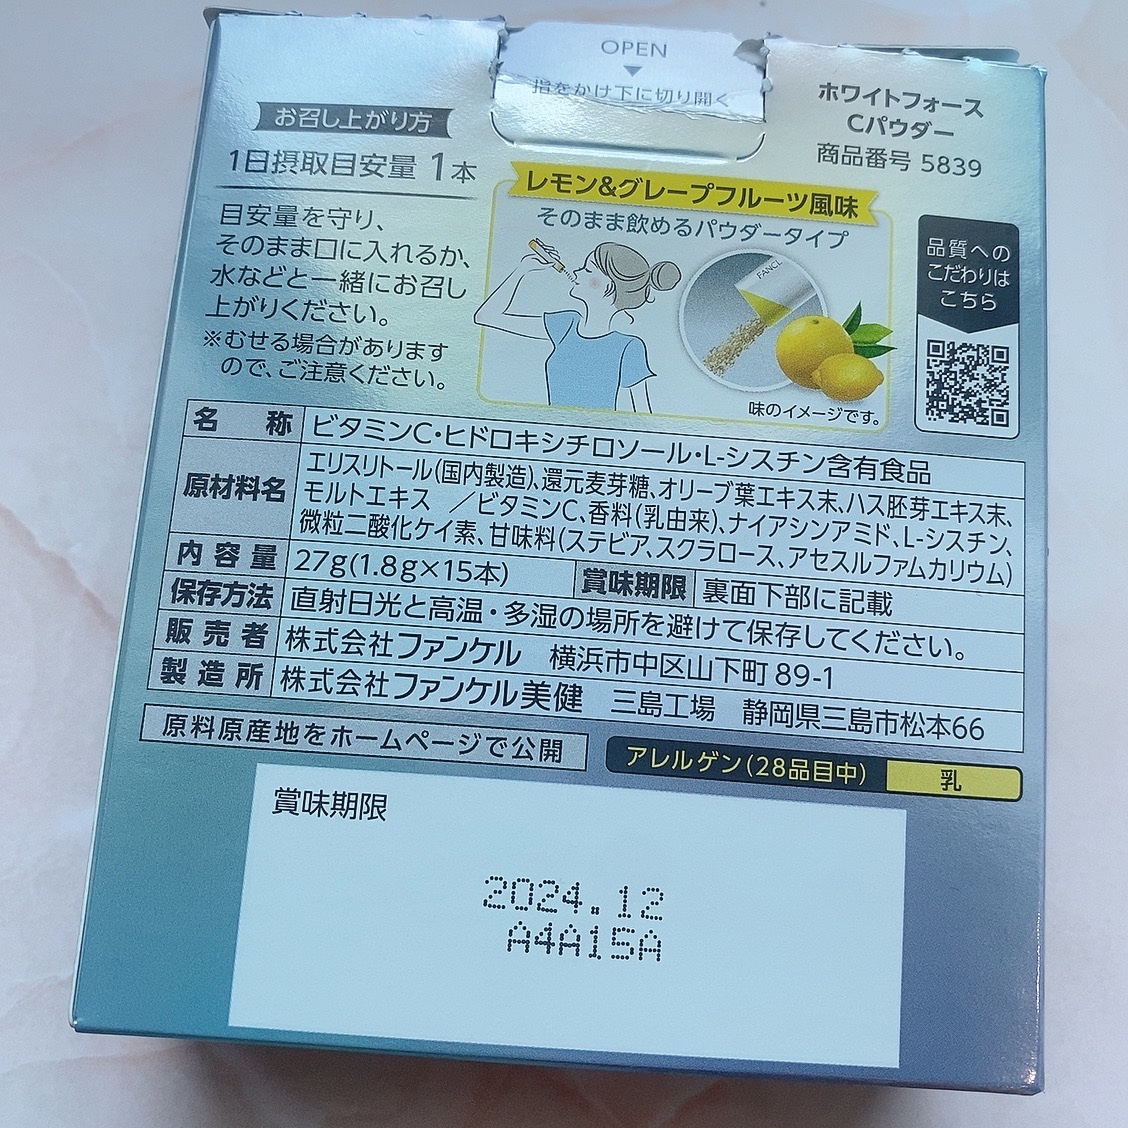 OPEN
指をかけ下に切り開く
ホワイトフォース
Cパウダー
商品番号 5839
お召し上がり方
1日摂取目安量 1本
目安量を守り、
そのまま口に入れるか、
水などと一緒にお召し
上がりください。
※むせる場合があります
ので、ご注意ください。
レモン&グレープフルーツ風味
そのまま飲めるパウダータイプ
FANCL
味のイメージです。
品質への
こだわりは
こちら
名称 ビタミンC・ヒドロキシチロソール・L-シスチン含有食品
原材料名 エリスリトール(国内製造)、還元麦芽糖、オリーブ葉エキス末、ハス胚芽エキス末、
モルトエキス ／ビタミンC、香料(乳由来)、ナイアシンアミド、L-シスチン、
微粒二酸化ケイ素、甘味料(ステビア、スクラロース、アセスルファムカリウム)
内容量 27g(1.8g×15本) 賞味期限 裏面下部に記載
保存方法 直射日光と高温・多湿の場所を避けて保存してください。
販売者 株式会社ファンケル 横浜市中区山下町 89-1
製造所 株式会社ファンケル美健 三島工場 静岡県三島市松本66
原料原産地をホームページで公開
アレルゲン(28品目中) 乳
賞味期限
2024.12
A4A15A